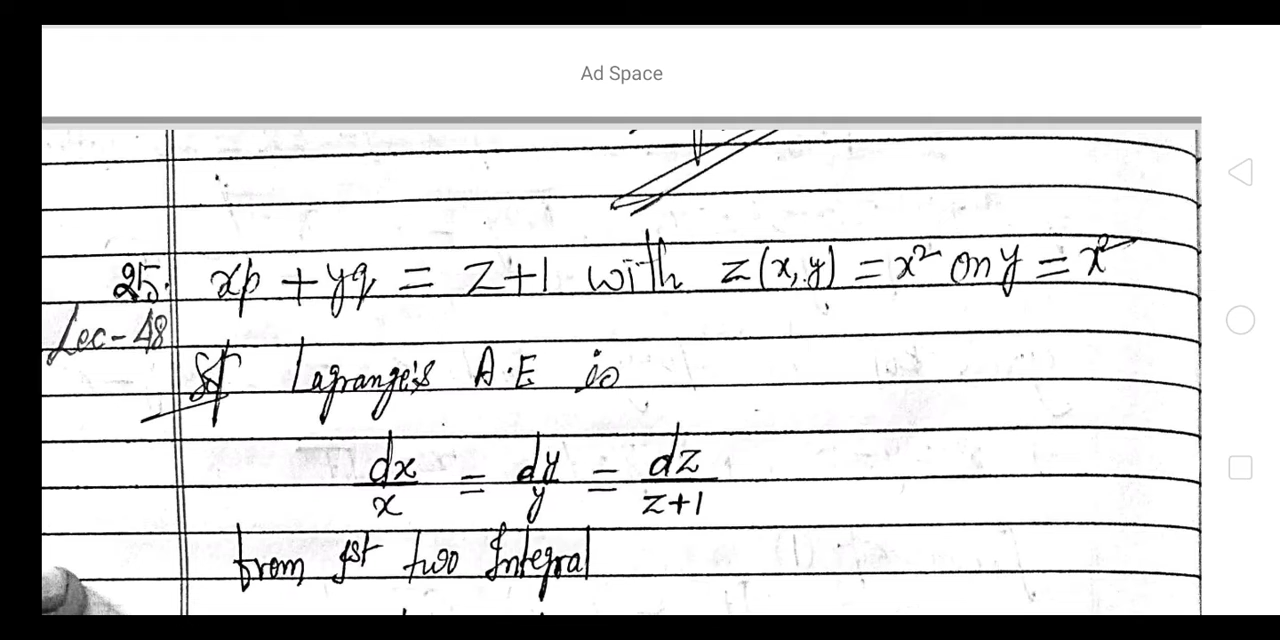 Ad Space
25. xp + yq = z+1 with z(x,y) = x² on y = x²
Lec-48
Lagrange's A.E is
dx/x = dy/y = dz/z+1
from 1st two Integral